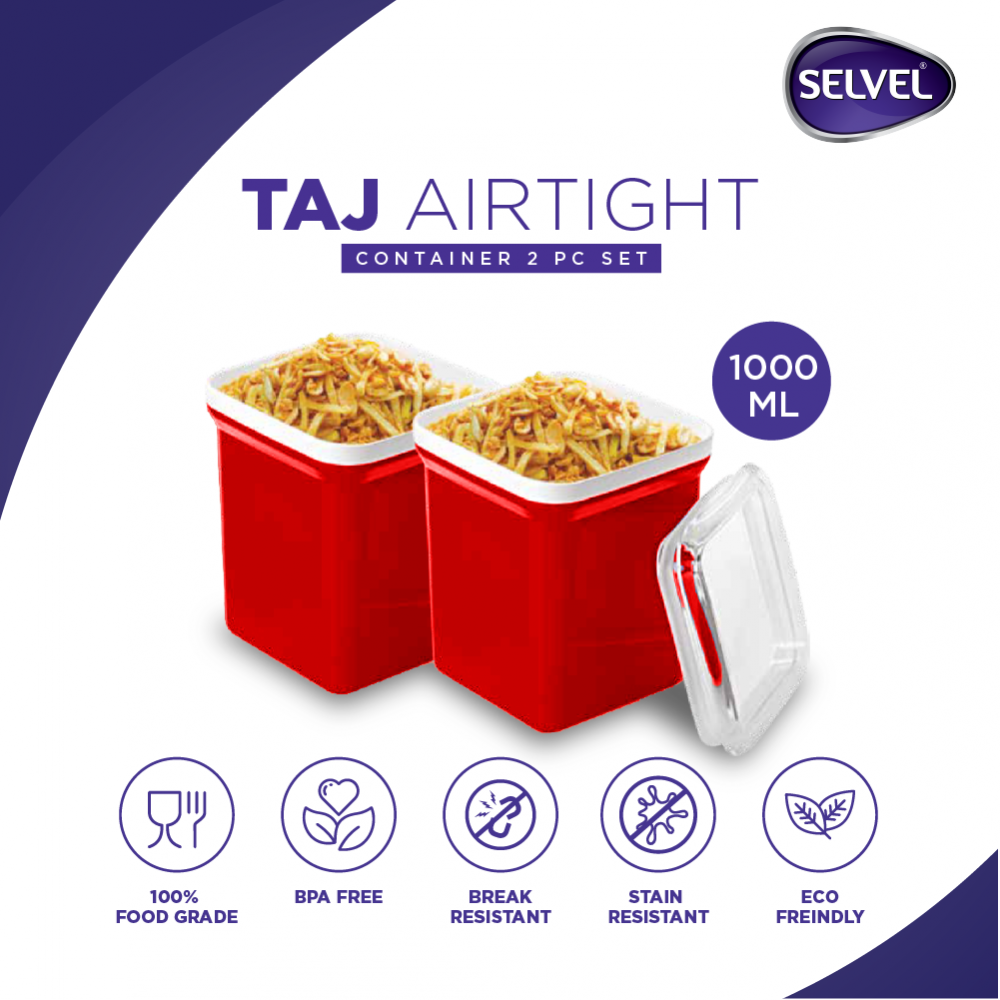 SELVEL®
TAJ AIRTIGHT
CONTAINER 2 PC SET
1000
ML
100%
FOOD GRADE
BPA FREE
BREAK
RESISTANT
STAIN
RESISTANT
ECO
FREINDLY